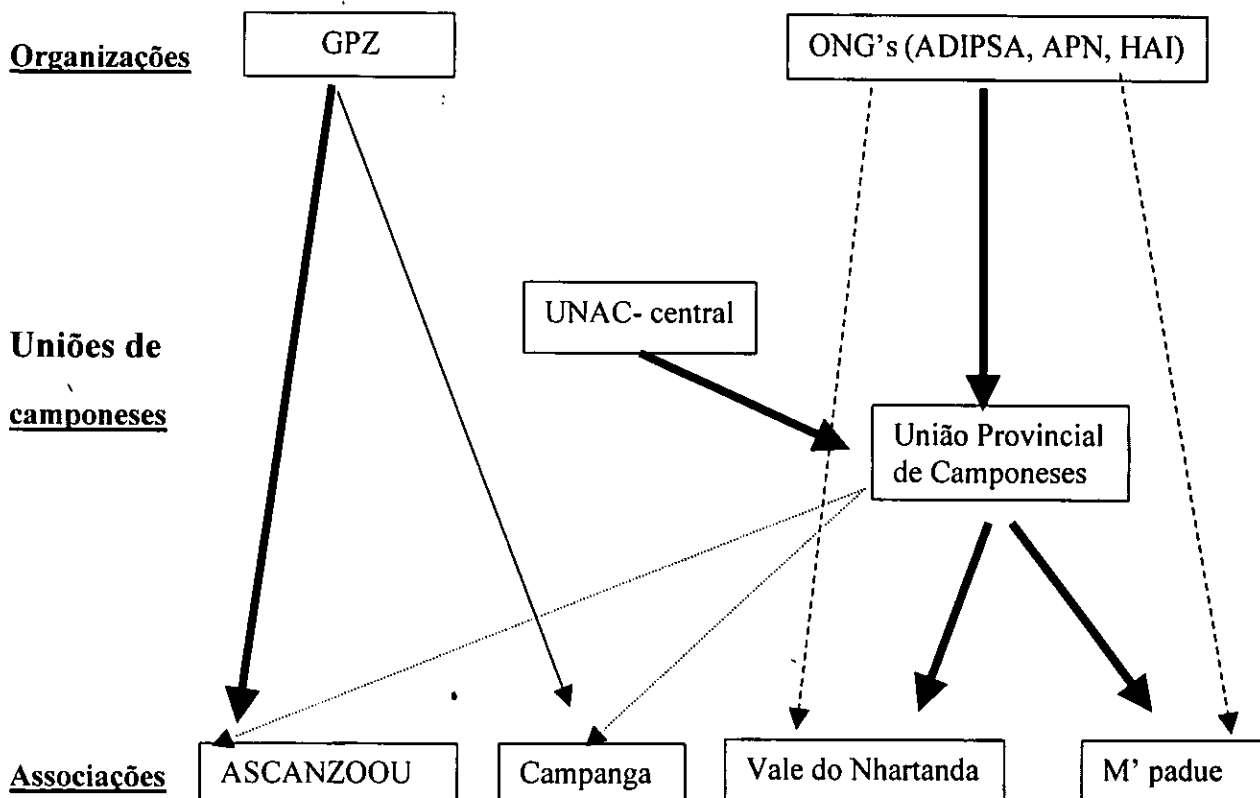 Organizações
GPZ
ONG's (ADIPSA, APN, HAI)
UNAC- central
Uniões de
camponeses
União Provincial
de Camponeses
Associações
ASCANZOOU
Campanga
Vale do Nhartanda
M' padue